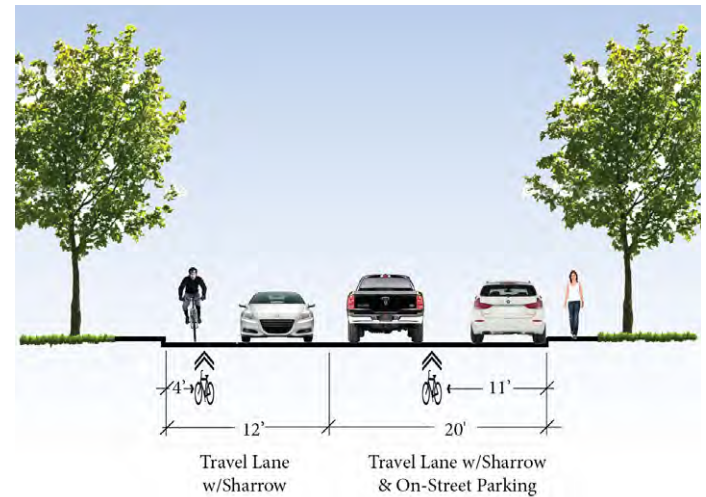 4'
11'
12'
20'
Travel Lane
w/Sharrow
Travel Lane w/Sharrow
& On-Street Parking